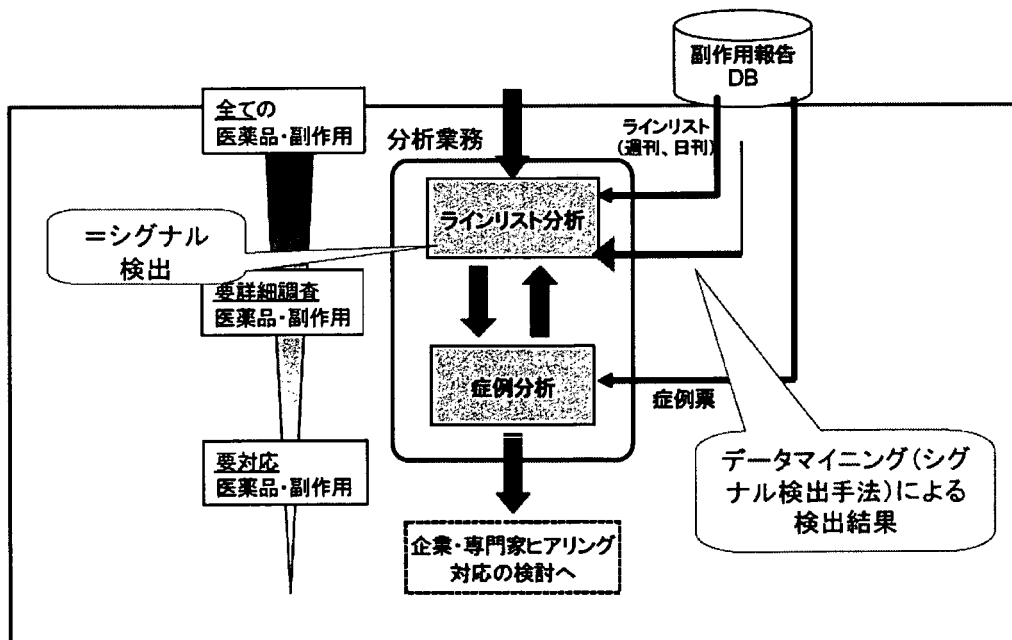 副作用報告
DB
全ての
医薬品・副作用
分析業務
ラインリスト
(週刊、日刊)
ラインリスト分析
=シグナル
検出
要詳細調査
医薬品・副作用
症例分析
症例票
要対応
医薬品・副作用
データマイニング(シグ
ナル検出手法)による
検出結果
企業・専門家ヒアリング
対応の検討へ